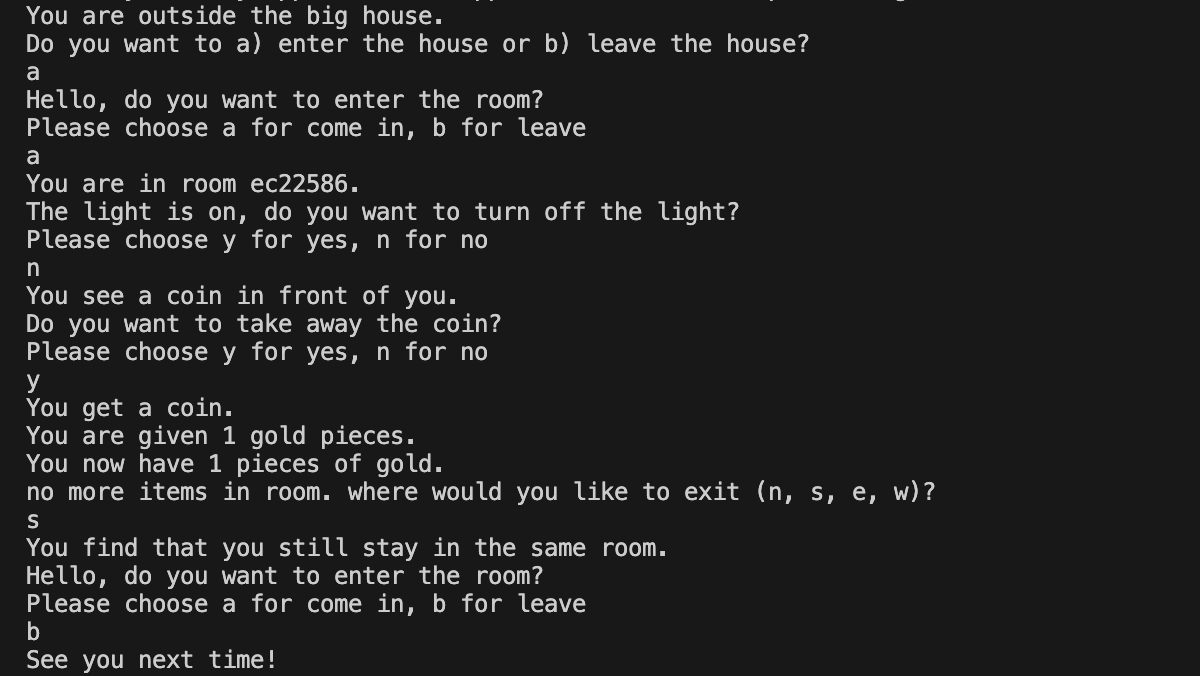 You are outside the big house.
Do you want to a) enter the house or b) leave the house?
a
Hello, do you want to enter the room?
Please choose a for come in, b for leave
a
You are in room ec22586.
The light is on, do you want to turn off the light?
Please choose y for yes, n for no
n
You see a coin in front of you.
Do you want to take away the coin?
Please choose y for yes, n for no
y
You get a coin.
You are given 1 gold pieces.
You now have 1 pieces of gold.
no more items in room. where would you like to exit (n, s, e, w)?
s
You find that you still stay in the same room.
Hello, do you want to enter the room?
Please choose a for come in, b for leave
b
See you next time!